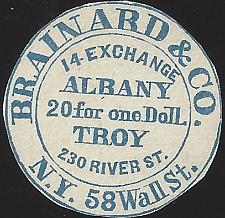 BRAINARD & CO.
14 EXCHANGE
ALBANY
20 for one Doll.
TROY
230 RIVER ST.
N.Y. 58 Wall St.